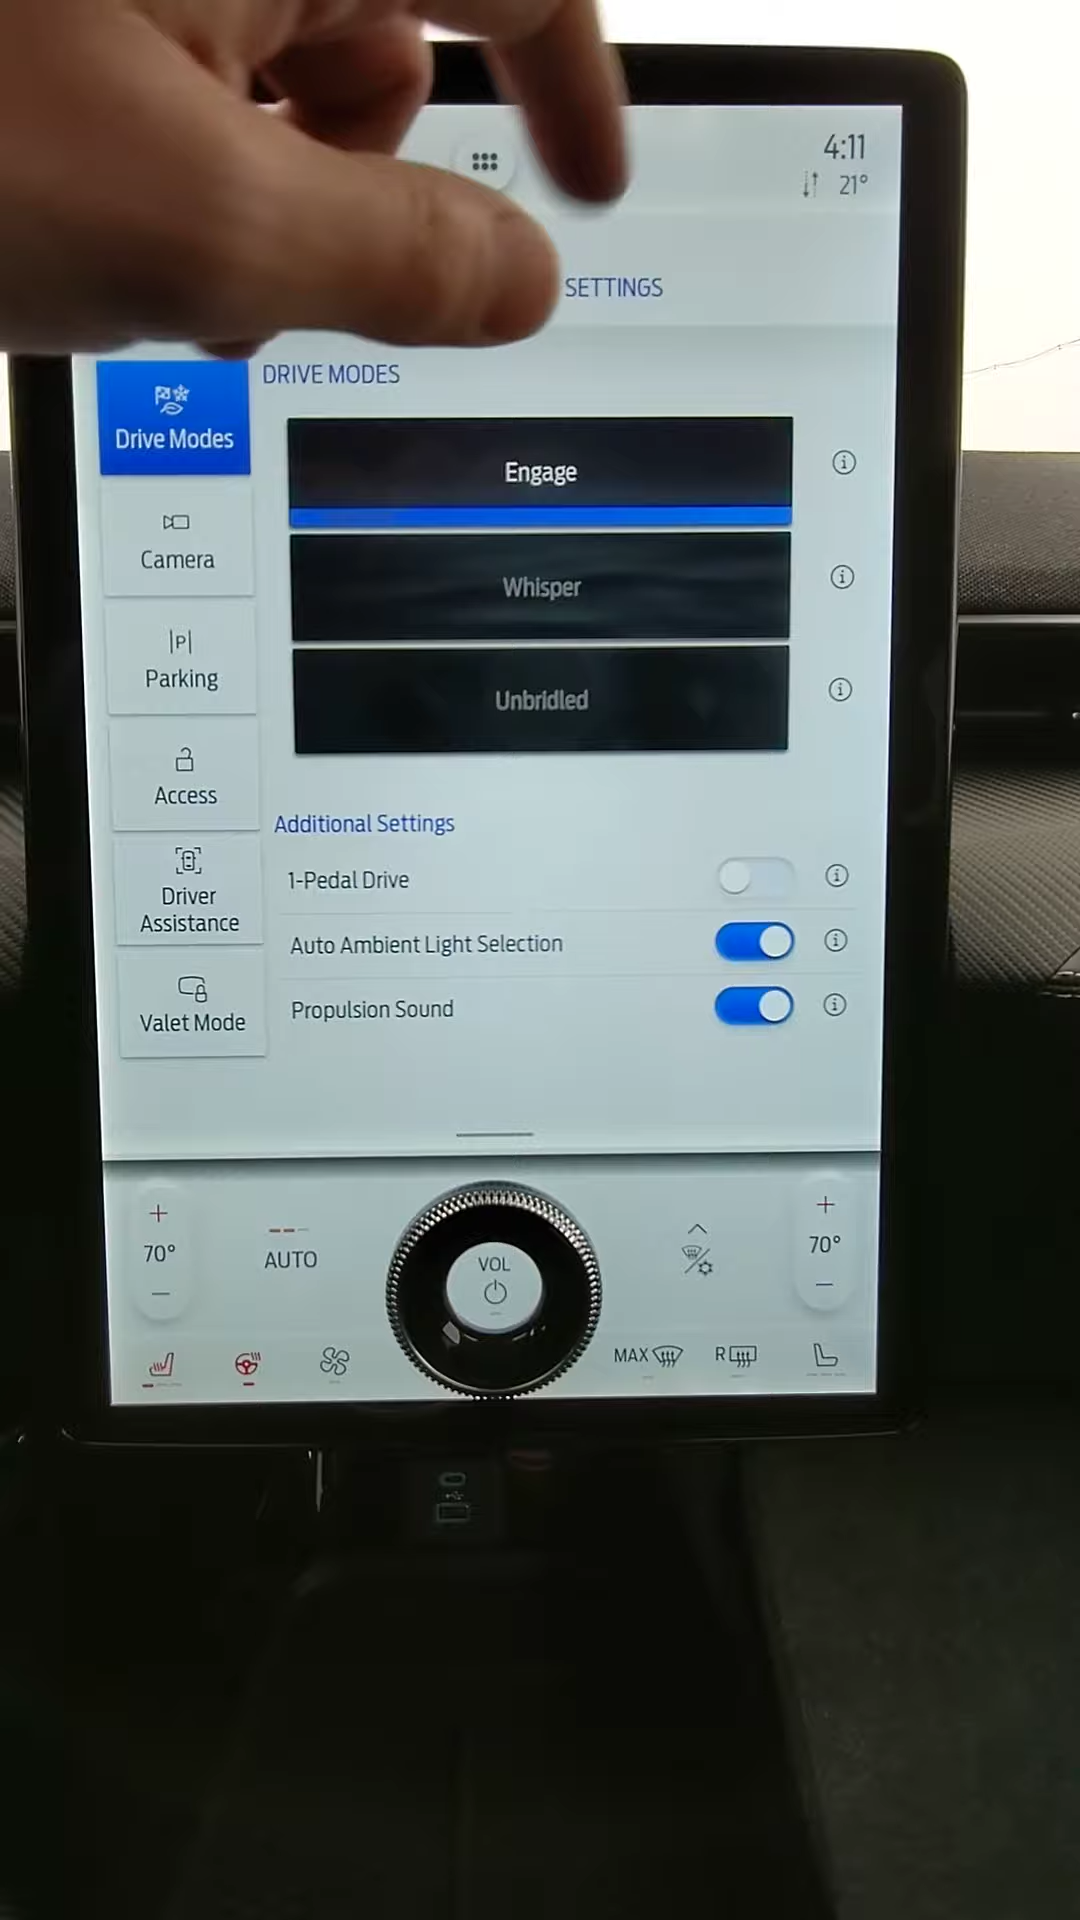 4:11
21°
SETTINGS
DRIVE MODES
Drive Modes
Engage
Camera
Whisper
P
Parking
Unbridled
Access
Additional Settings
1-Pedal Drive
Driver
Assistance
Auto Ambient Light Selection
Valet Mode
Propulsion Sound
+
+
70°
AUTO
VOL
70°
−
−
MAX
R